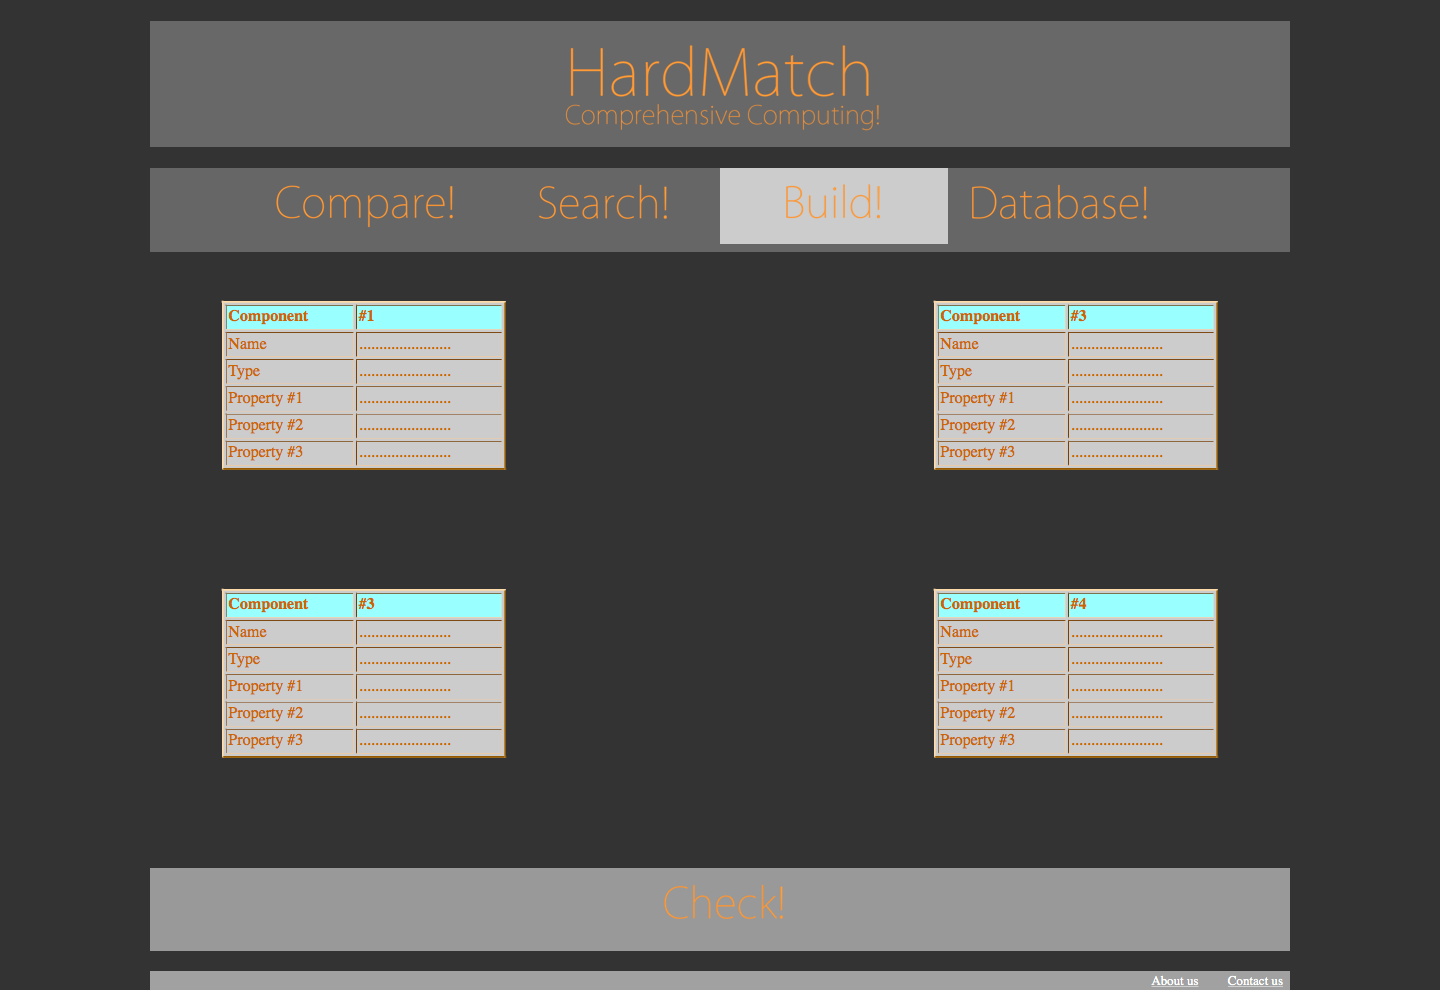 HardMatch
Comprehensive Computing!
Compare! Search! Build! Database!
Component #1
Name .......................
Type .......................
Property #1 .......................
Property #2 .......................
Property #3 .......................
Component #3
Name .......................
Type .......................
Property #1 .......................
Property #2 .......................
Property #3 .......................
Component #3
Name .......................
Type .......................
Property #1 .......................
Property #2 .......................
Property #3 .......................
Component #4
Name .......................
Type .......................
Property #1 .......................
Property #2 .......................
Property #3 .......................
Check!
About us Contact us